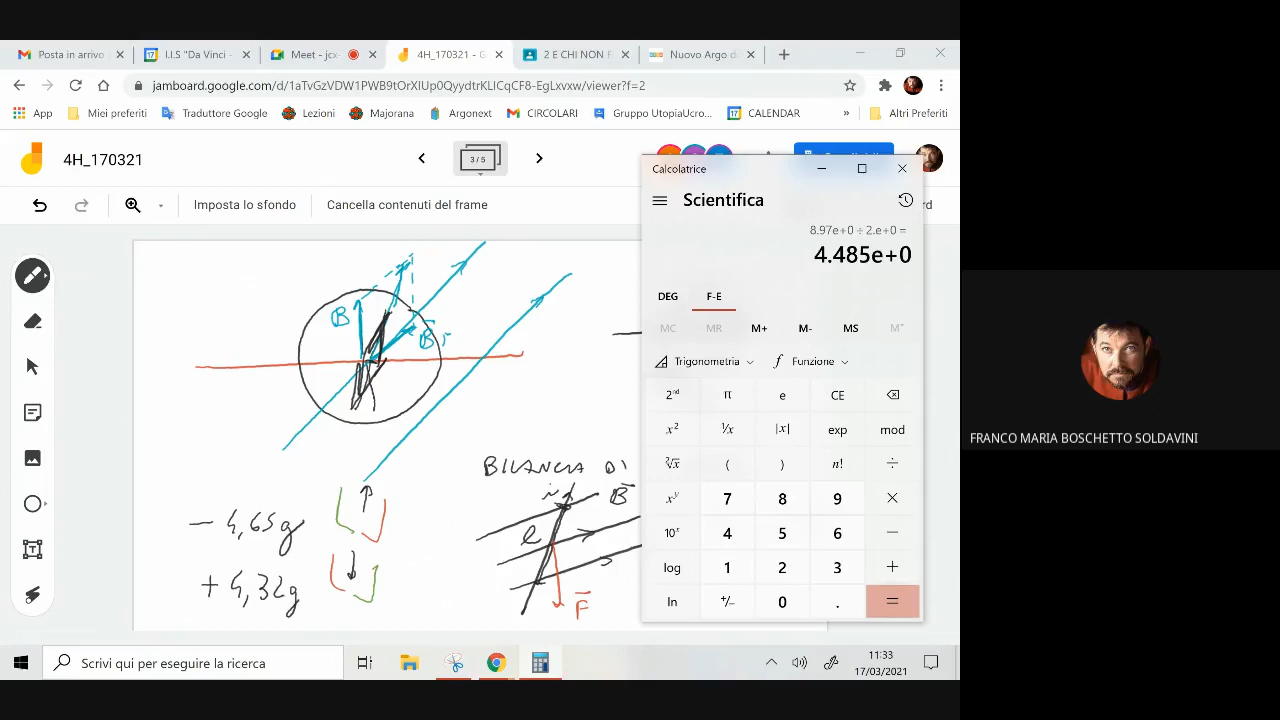 Posta in arrivo
I.I.S "Da Vinci -
Meet - jcx-
4H_170321 - G
2 E CHI NON F
Nuovo Argo d
jamboard.google.com/d/1aTvGzVDW1PWB9tOrXIUp0QyydtrKLICqCF8-EgLxvxw/viewer?f=2
App
Miei preferiti
Traduttore Google
Lezioni
Majorana
Argonext
CIRCOLARI
Gruppo UtopiaUcro...
CALENDAR
»
Altri Preferiti
4H_170321
3 / 5
Imposta lo sfondo
Cancella contenuti del frame
rd
Calcolatrice
Scientifica
8.97e+0 ÷ 2.e+0 =
4.485e+0
DEG
F-E
MC
MR
M+
M-
MS
M˅
Trigonometria
Funzione
2ⁿᵈ
π
e
CE
x²
¹/x
|x|
exp
mod
²√x
(
)
n!
÷
xʸ
7
8
9
×
10ˣ
4
5
6
−
log
1
2
3
+
ln
+/−
0
.
=
B
B
T
BILANCIA DI
i
B
l
F
− 4,65g
+ 4,32g
Scrivi qui per eseguire la ricerca
11:33
17/03/2021
FRANCO MARIA BOSCHETTO SOLDAVINI